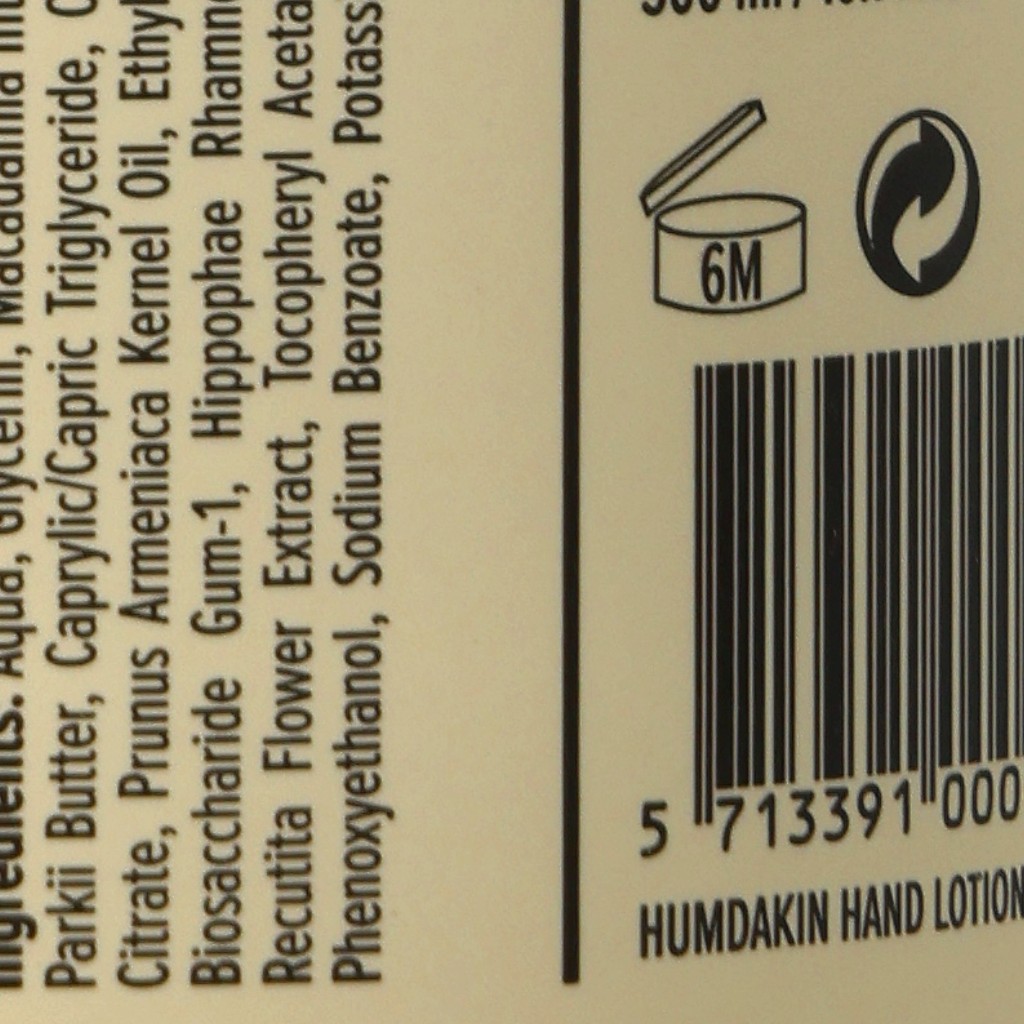 Aqua, Glycerin, Macadamia
Parkii Butter, Caprylic/Capric Triglyceride,
Citrate, Prunus Armeniaca Kernel Oil, Ethyl
Biosaccharide Gum-1, Hippophae Rhamn
Recutita Flower Extract, Tocopheryl Aceta
Phenoxyethanol, Sodium Benzoate, Potass
6M
5 713391 000
HUMDAKIN HAND LOTION